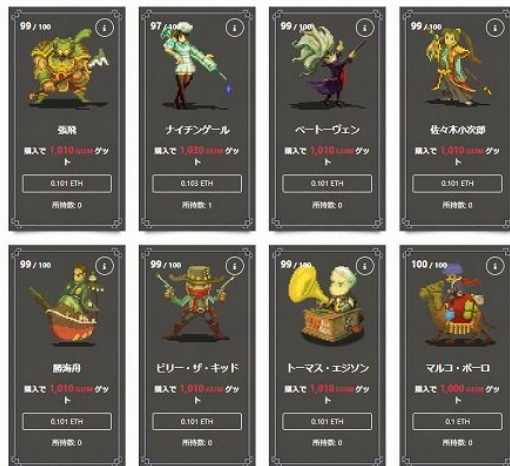 99 / 100
i
張飛
購入で 1,010 GUM ゲッ
ト
0.101 ETH
所持数: 0
97 / 100
i
ナイチンゲール
購入で 1,030 GUM ゲッ
ト
0.103 ETH
所持数: 1
99 / 100
i
ベートーヴェン
購入で 1,010 GUM ゲッ
ト
0.101 ETH
所持数: 0
99 / 100
i
佐々木小次郎
購入で 1,010 GUM ゲッ
ト
0.101 ETH
所持数: 0
99 / 100
i
勝海舟
購入で 1,010 GUM ゲッ
ト
0.101 ETH
所持数: 0
99 / 100
i
ビリー・ザ・キッド
購入で 1,010 GUM ゲッ
ト
0.101 ETH
所持数: 0
99 / 100
i
トーマス・エジソン
購入で 1,010 GUM ゲッ
ト
0.101 ETH
所持数: 0
100 / 100
i
マルコ・ポーロ
購入で 1,000 GUM ゲッ
ト
0.1 ETH
所持数: 0